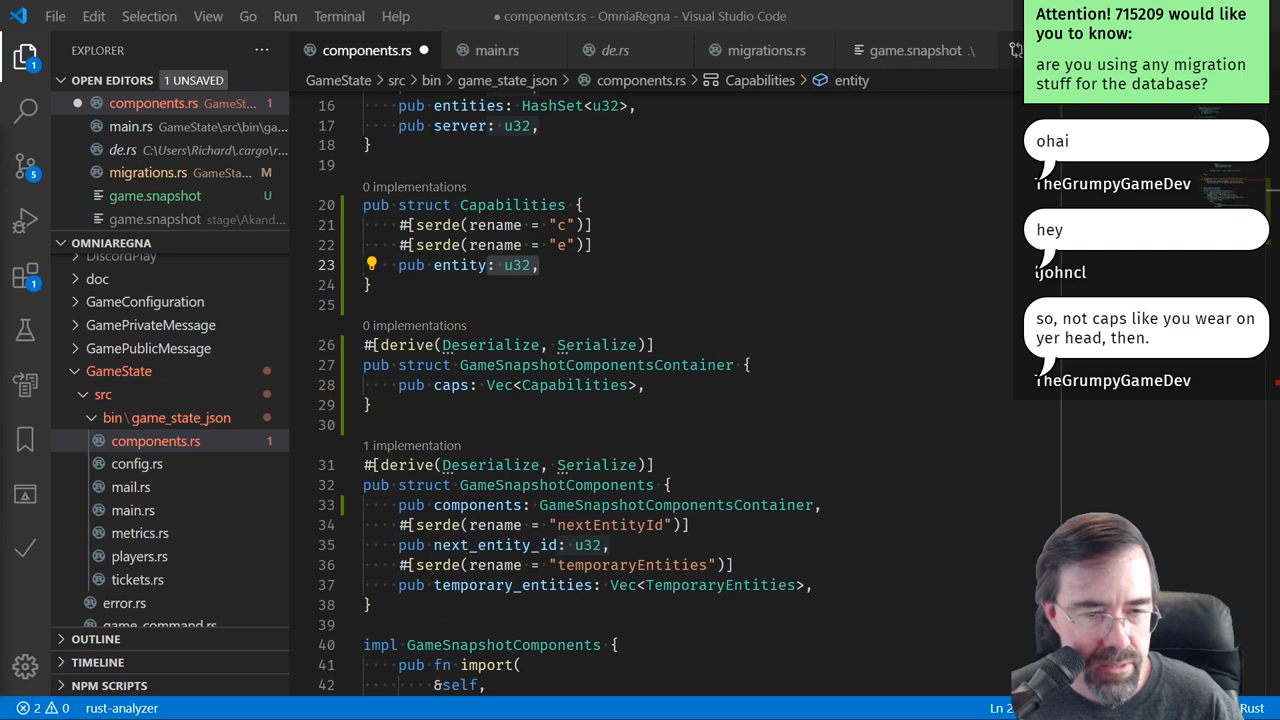 File Edit Selection View Go Run Terminal Help
● components.rs - OmniaRegna - Visual Studio Code
EXPLORER
OPEN EDITORS 1 UNSAVED
components.rs GameSt... 1
main.rs GameState\src\bin\ga...
de.rs C:\Users\Richard\.cargo\r...
migrations.rs GameSta... M
game.snapshot U
game.snapshot stage\Akand...
OMNIAREGNA
DiscordPlay
doc
GameConfiguration
GamePrivateMessage
GamePublicMessage
GameState
src
bin\game_state_json
components.rs 1
config.rs
mail.rs
main.rs
metrics.rs
players.rs
tickets.rs
error.rs
game_command.rs
OUTLINE
TIMELINE
NPM SCRIPTS
1
5
1
components.rs main.rs de.rs migrations.rs game.snapshot .\
GameState > src > bin > game_state_json > components.rs > Capabilities > entity
16 pub entities: HashSet<u32>,
17 pub server: u32,
18 }
19
0 implementations
20 pub struct Capabilities {
21 #[serde(rename = "c")]
22 #[serde(rename = "e")]
23 pub entity: u32,
24 }
25
0 implementations
26 #[derive(Deserialize, Serialize)]
27 pub struct GameSnapshotComponentsContainer {
28 pub caps: Vec<Capabilities>,
29 }
30
1 implementation
31 #[derive(Deserialize, Serialize)]
32 pub struct GameSnapshotComponents {
33 pub components: GameSnapshotComponentsContainer,
34 #[serde(rename = "nextEntityId")]
35 pub next_entity_id: u32,
36 #[serde(rename = "temporaryEntities")]
37 pub temporary_entities: Vec<TemporaryEntities>,
38 }
39
40 impl GameSnapshotComponents {
41 pub fn import(
42 &self,
Attention! 715209 would like
you to know:
are you using any migration
stuff for the database?
ohai
TheGrumpyGameDev
hey
ijohncl
so, not caps like you wear on
yer head, then.
TheGrumpyGameDev
2 0 rust-analyzer Ln 2 Rust